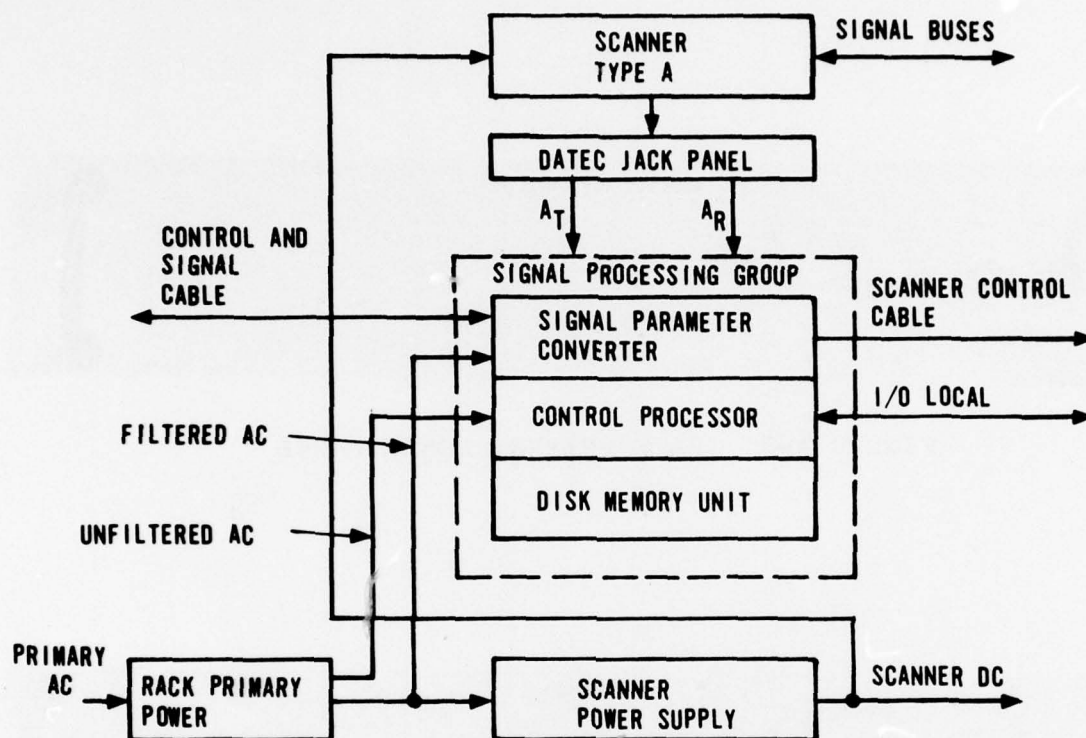 SCANNER
TYPE A
SIGNAL BUSES
DATEC JACK PANEL
AT
AR
CONTROL AND
SIGNAL
CABLE
SIGNAL PROCESSING GROUP
SIGNAL PARAMETER
CONVERTER
SCANNER CONTROL
CABLE
CONTROL PROCESSOR
I/O LOCAL
FILTERED AC
DISK MEMORY UNIT
UNFILTERED AC
PRIMARY
AC
RACK PRIMARY
POWER
SCANNER
POWER SUPPLY
SCANNER DC